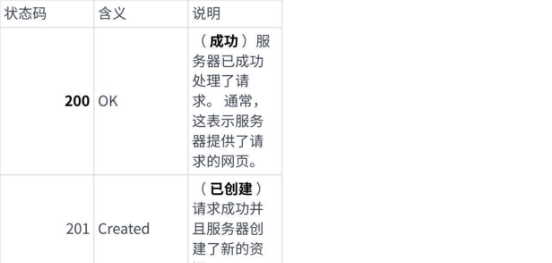 状态码 含义 说明
（ 成功 ）服
务器已成功
处理了请
求。 通常，
200 OK
这表示服务
器提供了请
求的网页。
（ 已创建 ）
请求成功并
201 Created
且服务器创
建了新的资